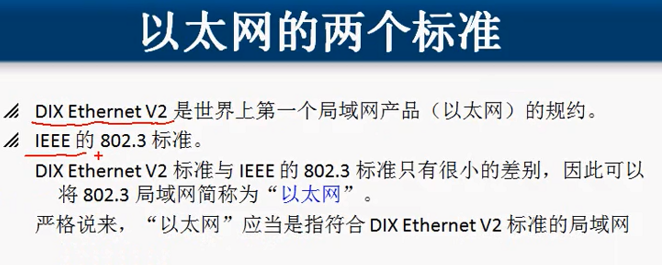 以太网的两个标准
DIX Ethernet V2 是世界上第一个局域网产品（以太网）的规约。
IEEE 的 802.3 标准。
DIX Ethernet V2 标准与 IEEE 的 802.3 标准只有很小的差别，因此可以
将 802.3 局域网简称为“以太网”。
严格说来，“以太网”应当是指符合 DIX Ethernet V2 标准的局域网